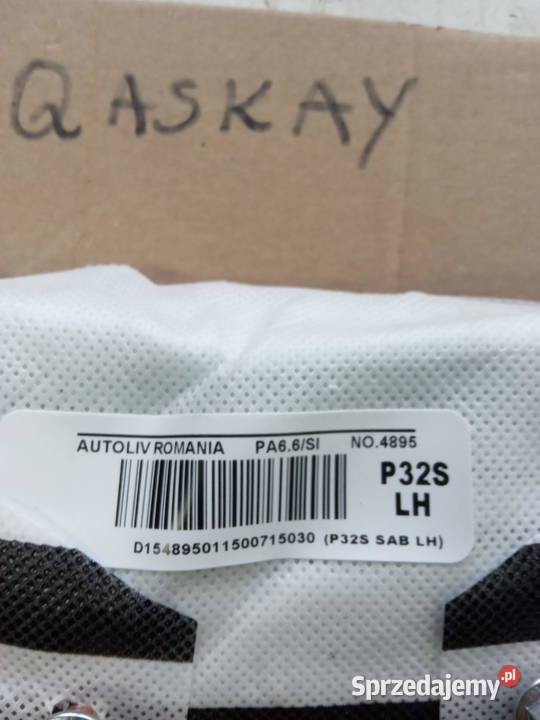 QASKAY
AUTOLIV ROMANIA PA6.6/SI NO.4895
P32S
LH
D154895011500715030 (P32S SAB LH)
Sprzedajemy.pl